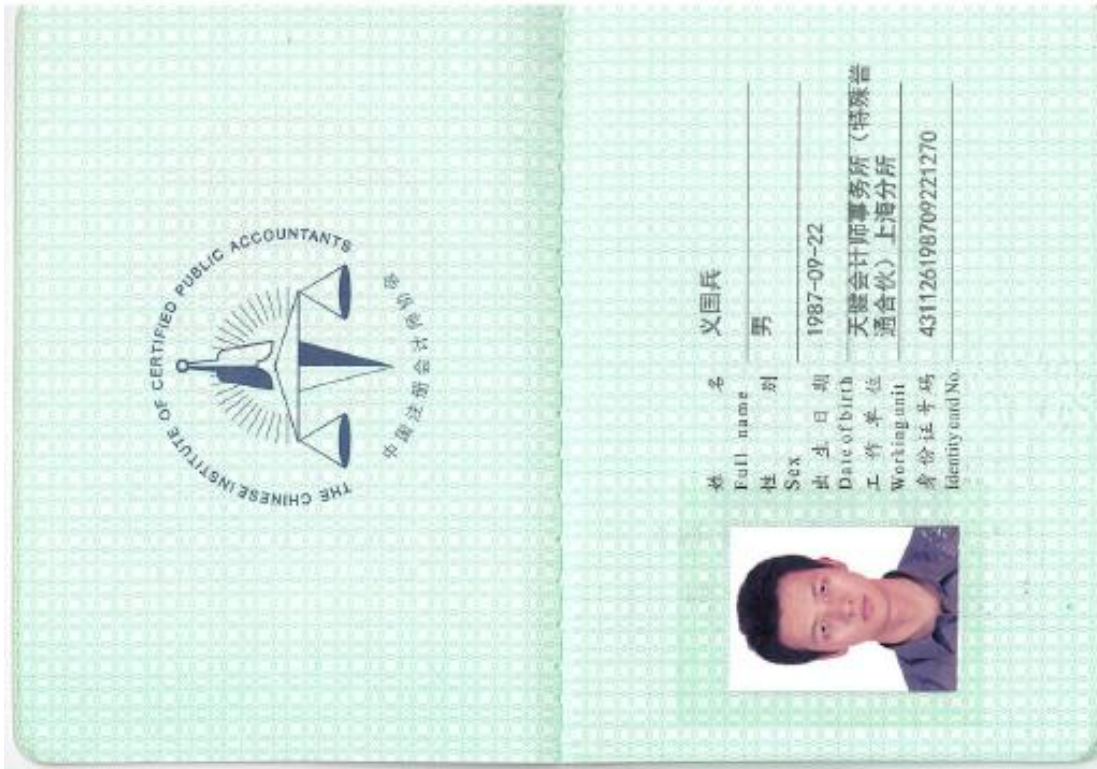 THE CHINESE INSTITUTE OF CERTIFIED PUBLIC ACCOUNTANTS
中国注册会计师协会
姓 名 义国兵
Full name
性 别 男
Sex
出 生 日 期 1987-09-22
Date of birth
工 作 单 位 天健会计师事务所（特殊普
Working unit 通合伙）上海分所
身 份 证 号 码 431126198709221270
Identity card No.